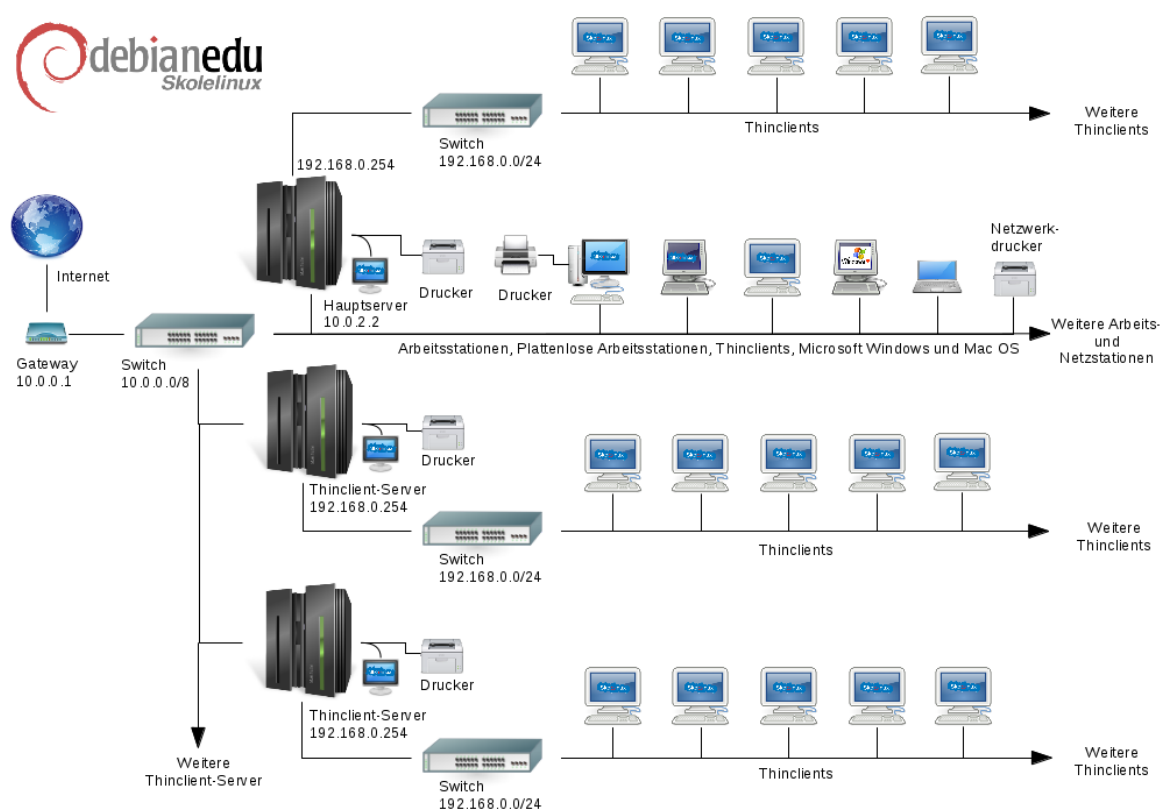 debianedu
Skolelinux
Switch
192.168.0.0/24
Thinclients
Weitere
Thinclients
192.168.0.254
Internet
Gateway
10.0.0.1
Switch
10.0.0.0/8
Hauptserver
10.0.2.2
Drucker
Drucker
Windows
Netzwerk-
drucker
Arbeitsstationen, Plattenlose Arbeitsstationen, Thinclients, Microsoft Windows und Mac OS
Weitere Arbeits-
und
Netzstationen
Drucker
Thinclient-Server
192.168.0.254
Switch
192.168.0.0/24
Thinclients
Weitere
Thinclients
Drucker
Thinclient-Server
192.168.0.254
Switch
192.168.0.0/24
Thinclients
Weitere
Thinclients
Weitere
Thinclient-Server